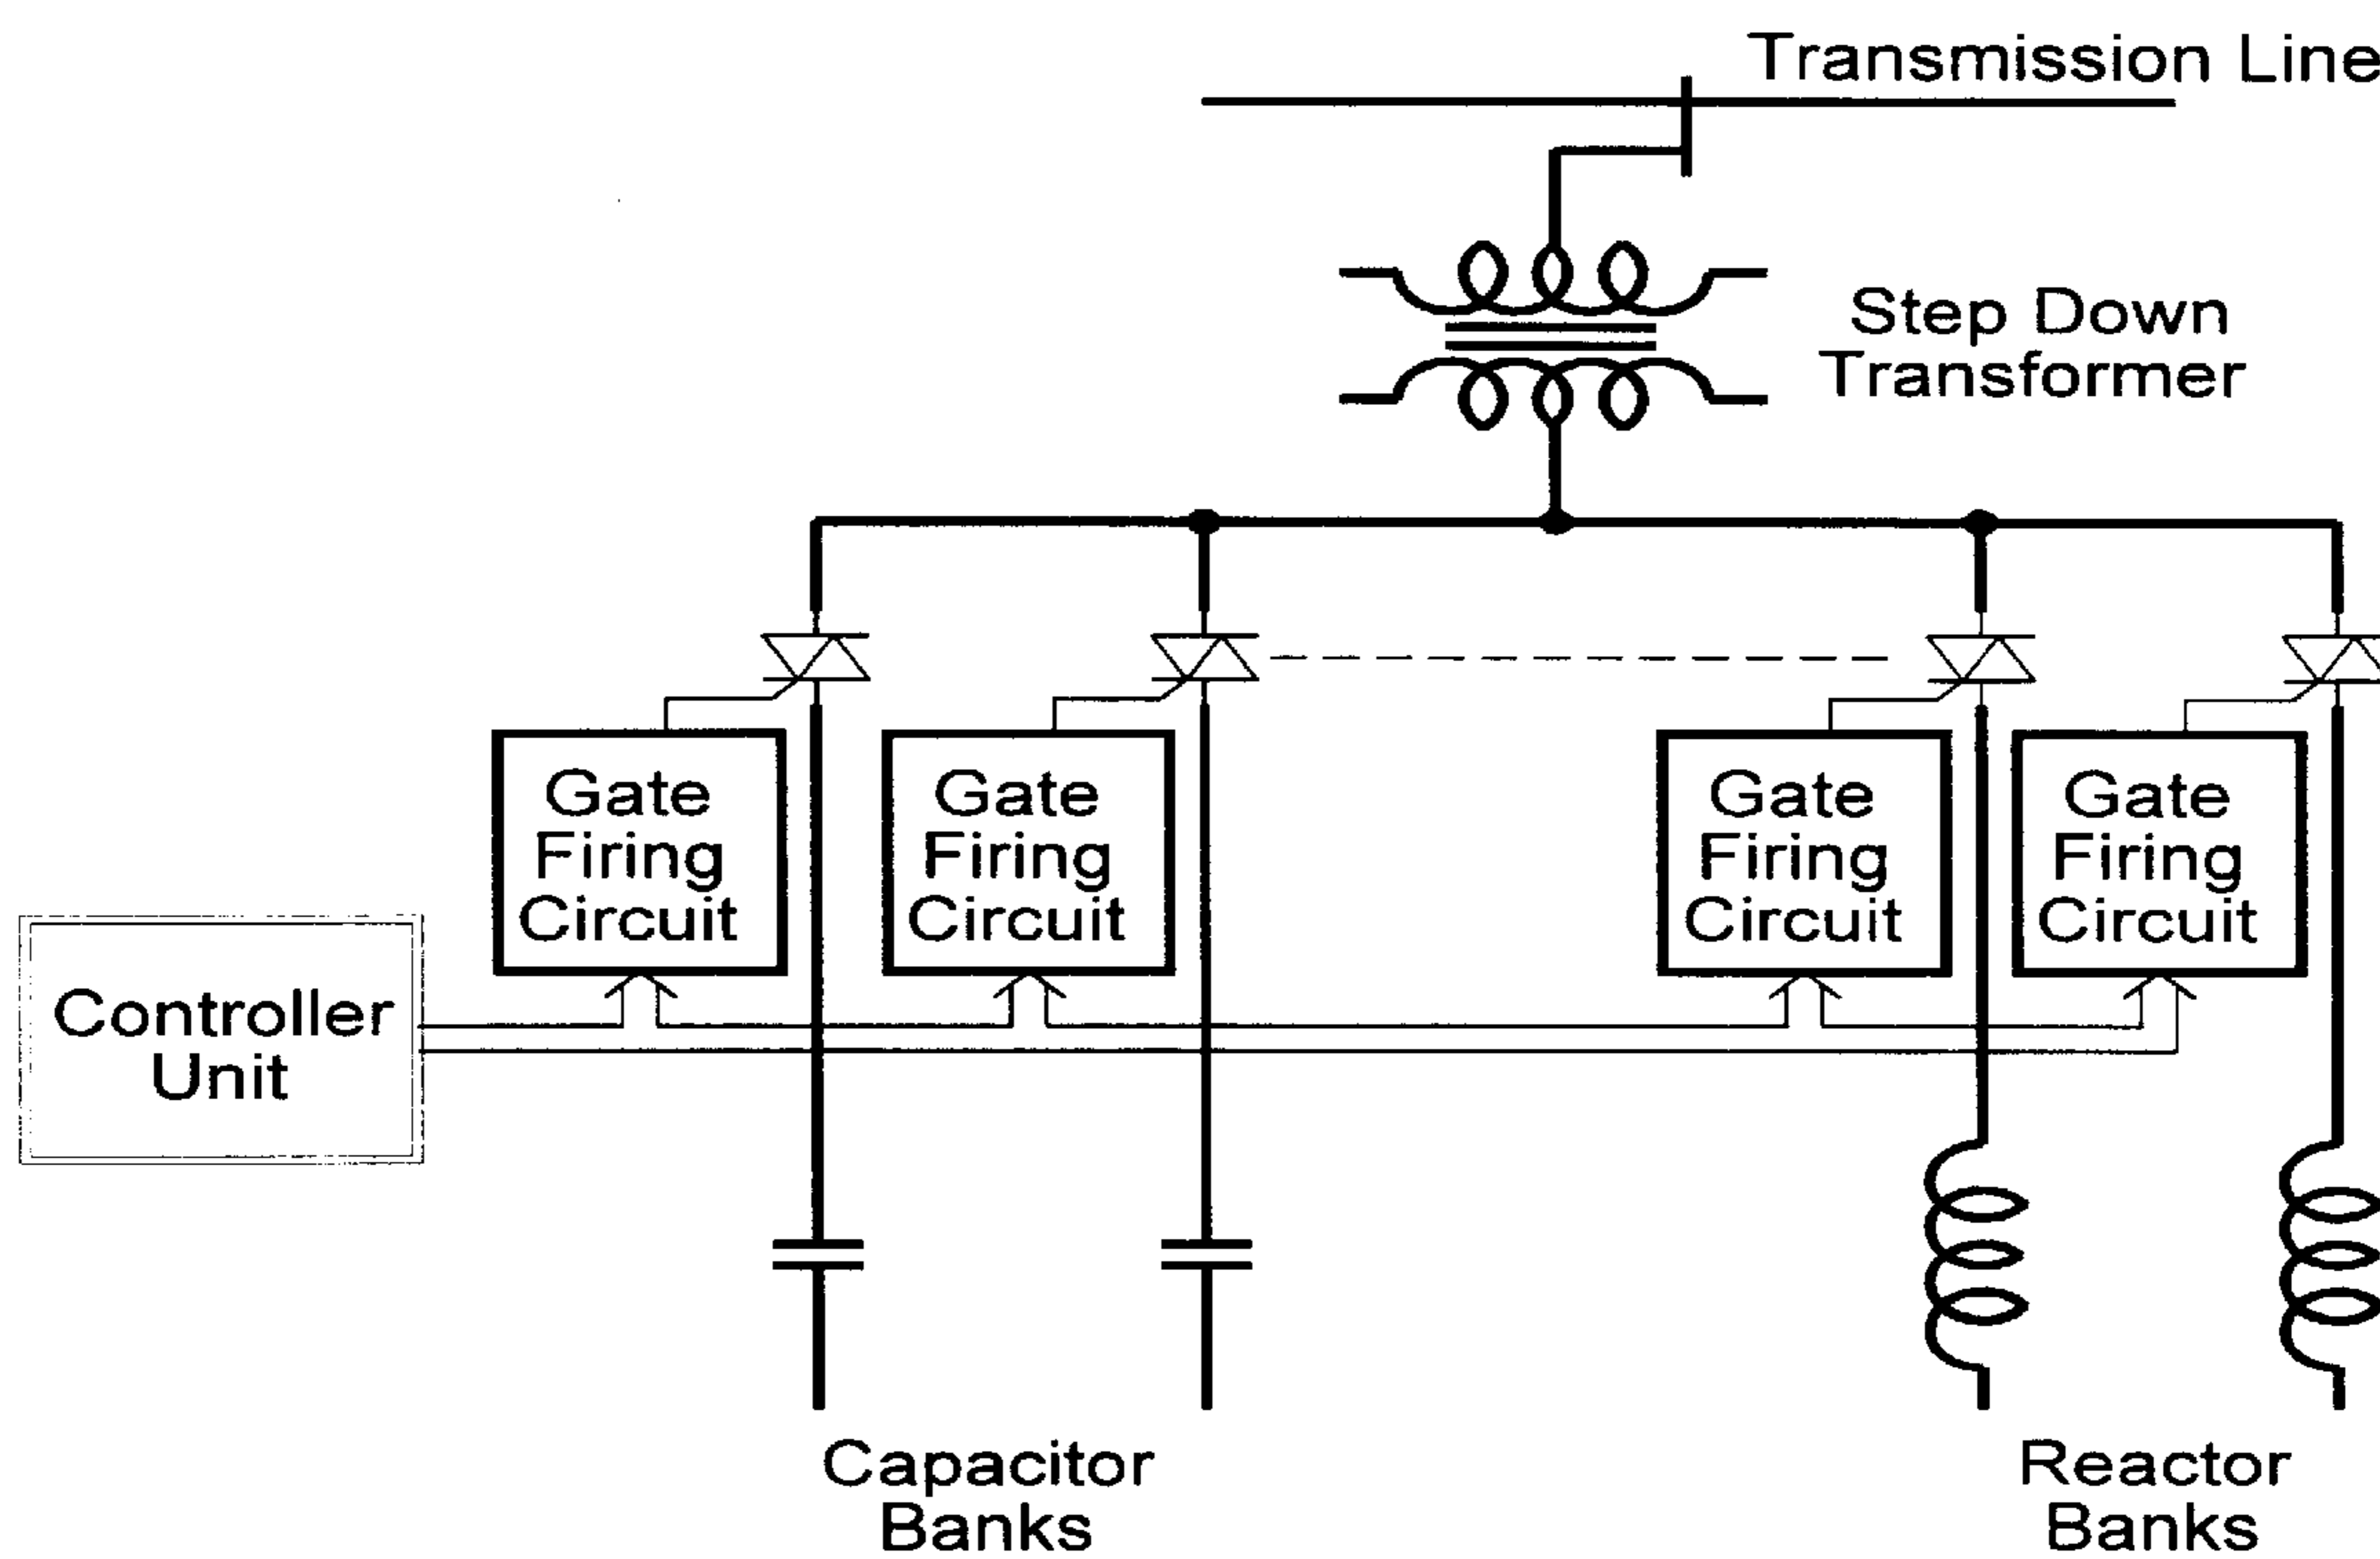 Transmission Line
Step Down
Transformer
Gate
Firing
Circuit
Gate
Firing
Circuit
Gate
Firing
Circuit
Gate
Firing
Circuit
Controller
Unit
Capacitor
Banks
Reactor
Banks